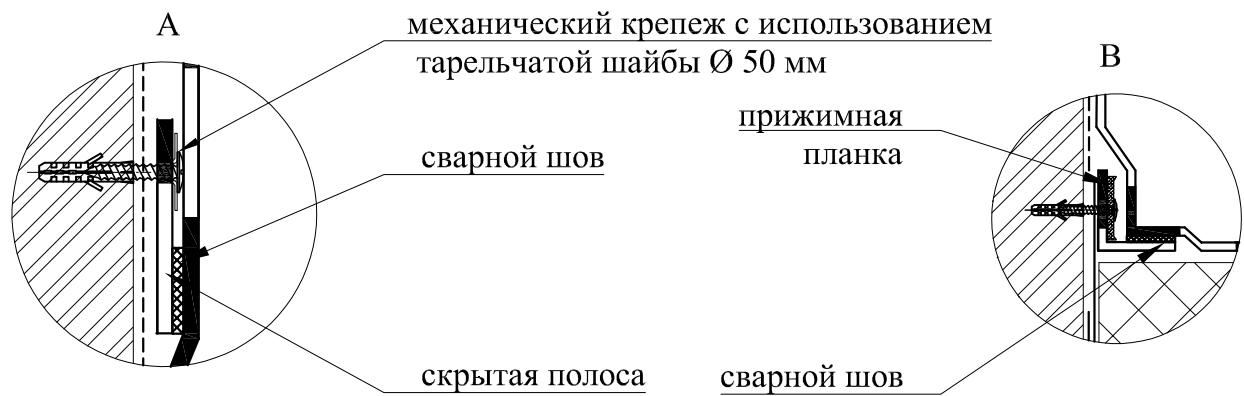 А
механический крепеж с использованием
тарельчатой шайбы Ø 50 мм
сварной шов
скрытая полоса
В
прижимная
планка
сварной шов